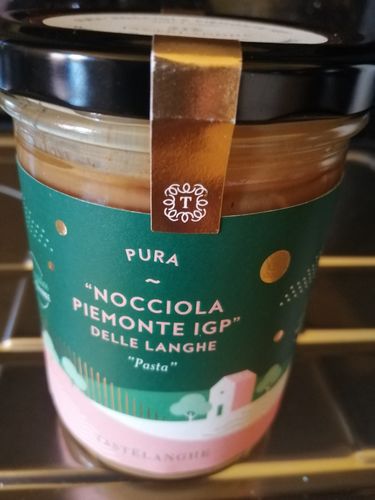 T
PURA
~
"NOCCIOLA
PIEMONTE IGP"
DELLE LANGHE
"Pasta"
TASTELANGHE